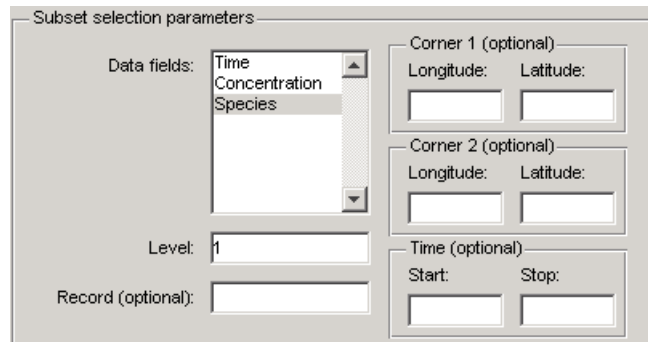 Subset selection parameters
Data fields:
Time
Concentration
Species
Level: 1
Record (optional):
Corner 1 (optional)
Longitude: Latitude:
Corner 2 (optional)
Longitude: Latitude:
Time (optional)
Start: Stop: